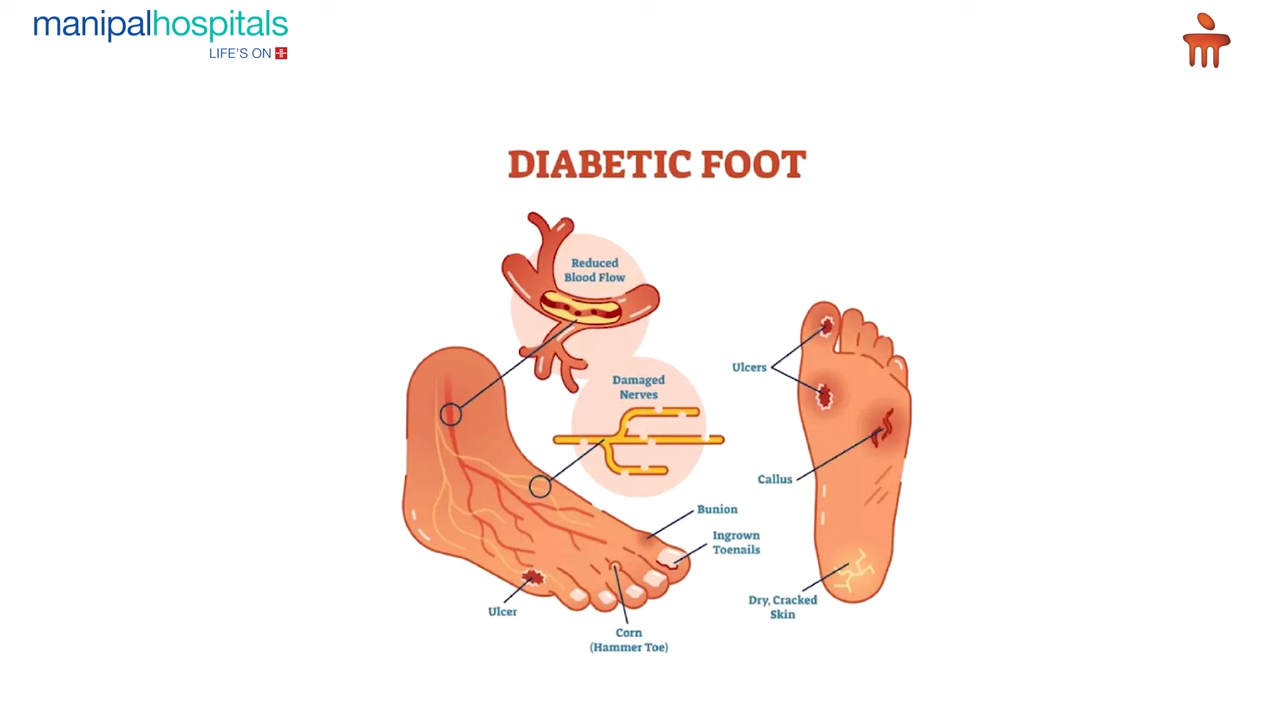 manipalhospitals
LIFE'S ON
DIABETIC FOOT
Reduced
Blood Flow
Damaged
Nerves
Ulcers
Callus
Bunion
Ingrown
Toenails
Dry, Cracked
Skin
Ulcer
Corn
(Hammer Toe)